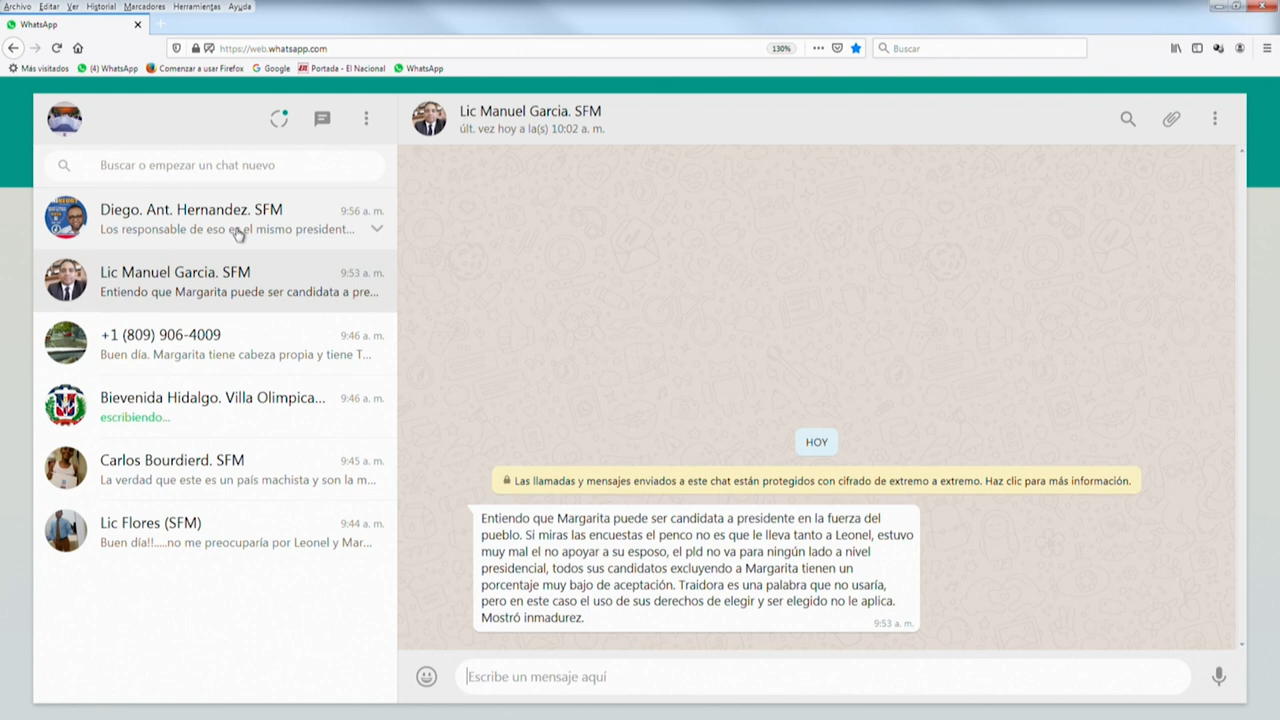 Archivo Editar Ver Historial Marcadores Herramientas Ayuda
WhatsApp
https://web.whatsapp.com
130%
Buscar
Más visitados (4) WhatsApp Comenzar a usar Firefox Google Portada - El Nacional WhatsApp
Lic Manuel Garcia. SFM
últ. vez hoy a la(s) 10:02 a. m.
Buscar o empezar un chat nuevo
Diego. Ant. Hernandez. SFM 9:56 a. m.
Los responsable de eso es el mismo president...
Lic Manuel Garcia. SFM 9:53 a. m.
Entiendo que Margarita puede ser candidata a pre...
+1 (809) 906-4009 9:46 a. m.
Buen día. Margarita tiene cabeza propia y tiene T...
Bievenida Hidalgo. Villa Olimpica... 9:46 a. m.
escribiendo...
Carlos Bourdierd. SFM 9:45 a. m.
La verdad que este es un país machista y son la m...
Lic Flores (SFM) 9:44 a. m.
Buen día!!.....no me preocuparía por Leonel y Mar...
HOY
Las llamadas y mensajes enviados a este chat están protegidos con cifrado de extremo a extremo. Haz clic para más información.
Entiendo que Margarita puede ser candidata a presidente en la fuerza del
pueblo. Si miras las encuestas el penco no es que le lleva tanto a Leonel, estuvo
muy mal el no apoyar a su esposo, el pld no va para ningún lado a nivel
presidencial, todos sus candidatos excluyendo a Margarita tienen un
porcentaje muy bajo de aceptación. Traidora es una palabra que no usaría,
pero en este caso el uso de sus derechos de elegir y ser elegido no le aplica.
Mostró inmadurez.
9:53 a. m.
Escribe un mensaje aquí